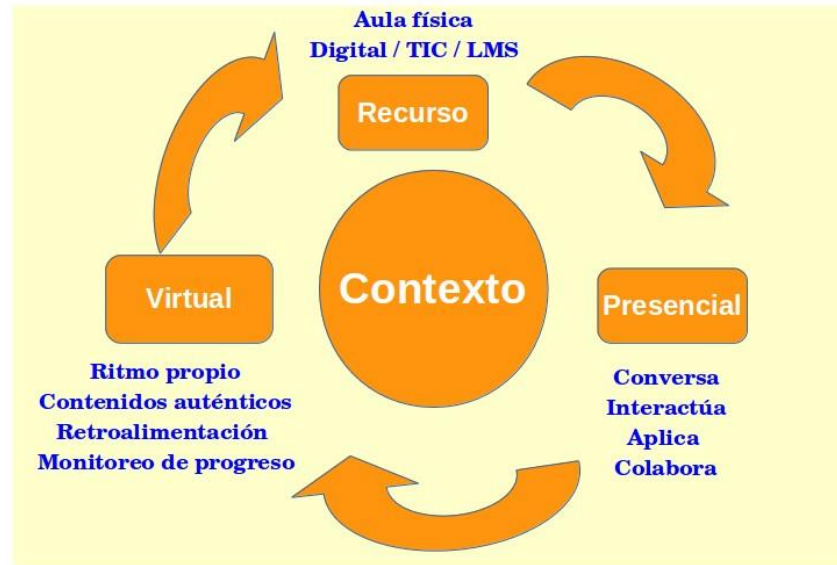 Aula física
Digital / TIC / LMS
Recurso
Virtual
Contexto
Presencial
Ritmo propio
Contenidos auténticos
Retroalimentación
Monitoreo de progreso
Conversa
Interactúa
Aplica
Colabora